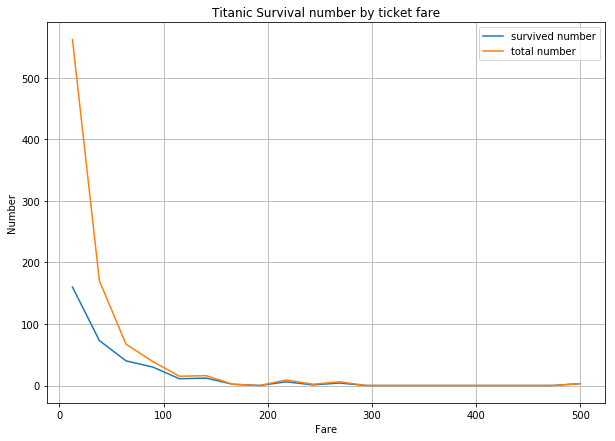 Titanic Survival number by ticket fare
survived number
total number
500
400
300
200
100
0
Number
0 100 200 300 400 500
Fare